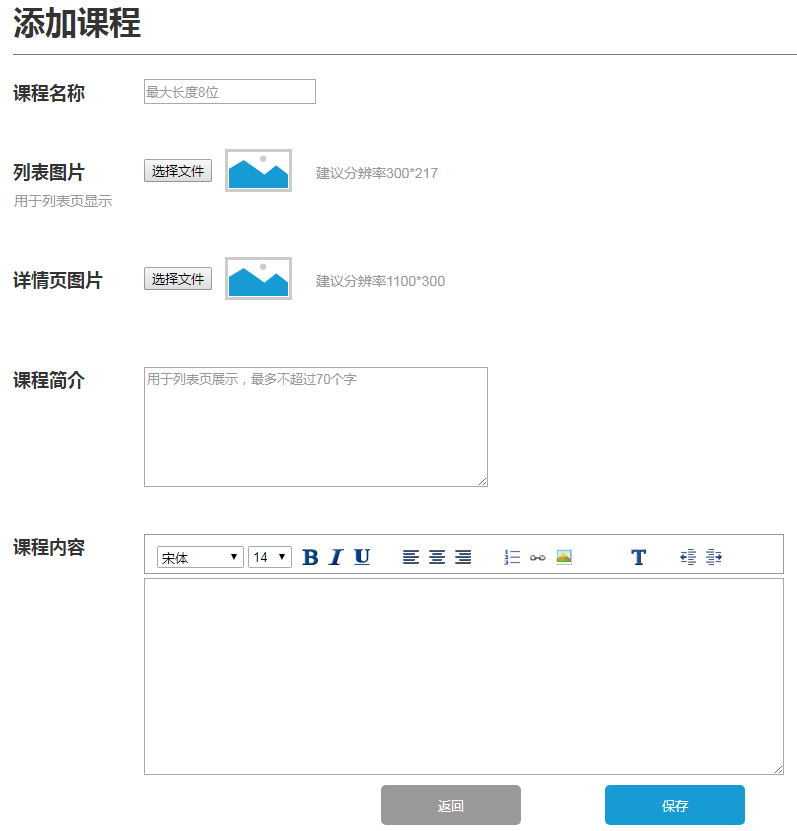 添加课程
课程名称 最大长度8位
列表图片 选择文件 建议分辨率300*217
用于列表页显示
详情页图片 选择文件 建议分辨率1100*300
课程简介 用于列表页展示，最多不超过70个字
课程内容 宋体 14 B I U T
返回 保存